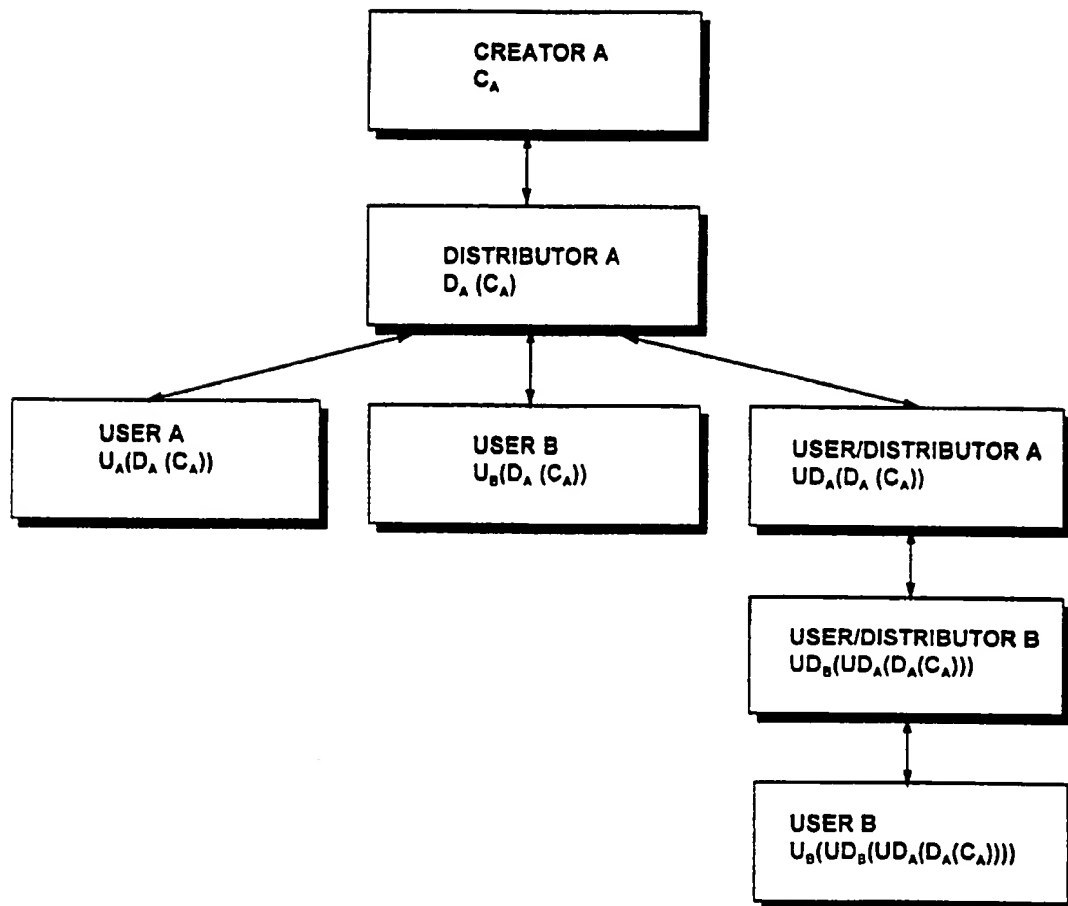 CREATOR A
C_A
DISTRIBUTOR A
D_A (C_A)
USER A
U_A(D_A (C_A))
USER B
U_B(D_A (C_A))
USER/DISTRIBUTOR A
UD_A(D_A (C_A))
USER/DISTRIBUTOR B
UD_B(UD_A(D_A(C_A)))
USER B
U_B(UD_B(UD_A(D_A(C_A))))